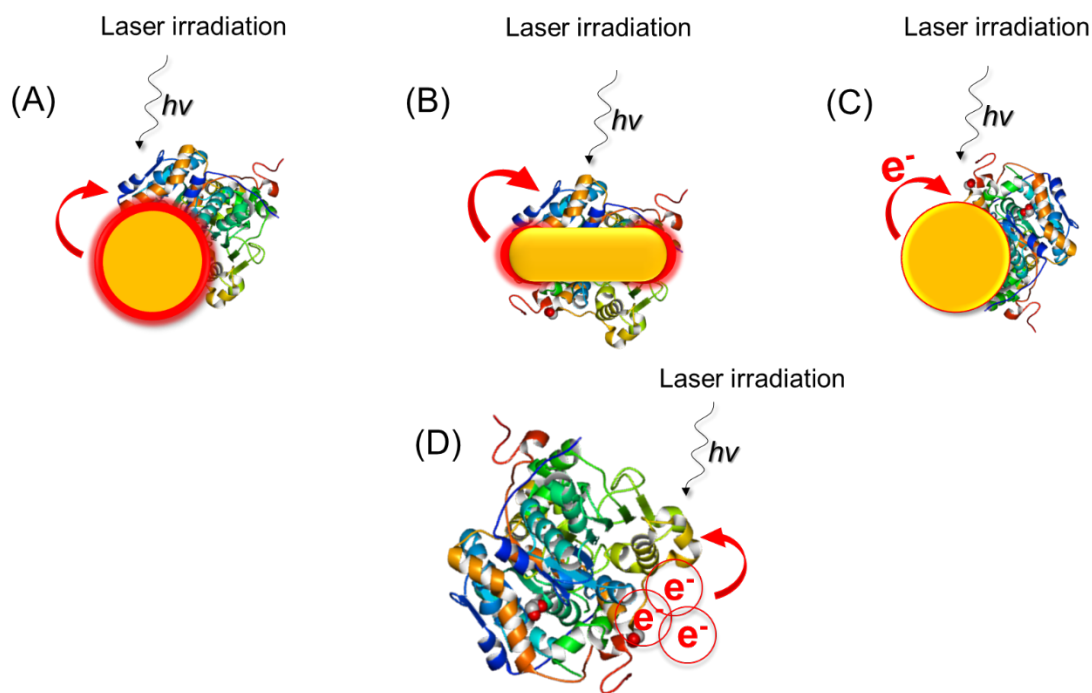 Laser irradiation
(A)
hv
Laser irradiation
(B)
hv
Laser irradiation
(C)
hv
e-
Laser irradiation
(D)
hv
e-
e-
e-